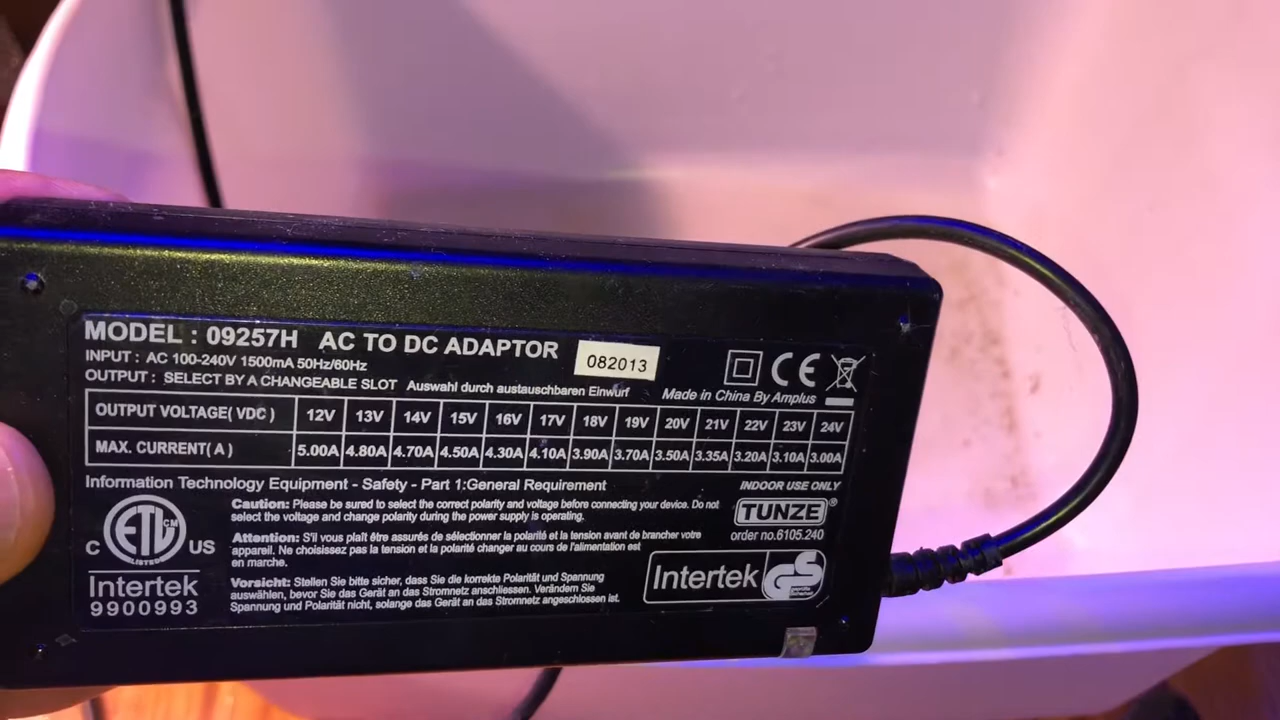 MODEL : 09257H AC TO DC ADAPTOR
082013
INPUT : AC 100-240V 1500mA 50Hz/60Hz
OUTPUT : SELECT BY A CHANGEABLE SLOT Auswahl durch austauschbaren Einwurf
CE
Made in China By Amplus
OUTPUT VOLTAGE( VDC ) 12V 13V 14V 15V 16V 17V 18V 19V 20V 21V 22V 23V 24V
MAX. CURRENT( A ) 5.00A 4.80A 4.70A 4.50A 4.30A 4.10A 3.90A 3.70A 3.50A 3.35A 3.20A 3.10A 3.00A
Information Technology Equipment - Safety - Part 1:General Requirement
INDOOR USE ONLY
Caution: Please be sured to select the correct polarity and voltage before connecting your device. Do not
select the voltage and change polarity during the power supply is operating.
Attention: S'il vous plaît être assurés de sélectionner la polarité et la tension avant de brancher votre
appareil. Ne choisissez pas la tension et la polarité changer au cours de l'alimentation est
en marche.
Vorsicht: Stellen Sie bitte sicher, dass Sie die korrekte Polarität und Spannung
auswählen, bevor Sie das Gerät an das Stromnetz anschliessen. Verändern Sie
Spannung und Polarität nicht, solange das Gerät an das Stromnetz angeschlossen ist.
TUNZE®
order no.6105.240
ETL CM
LISTED
C US
Intertek
9900993
Intertek GS
geprüfte
Sicherheit